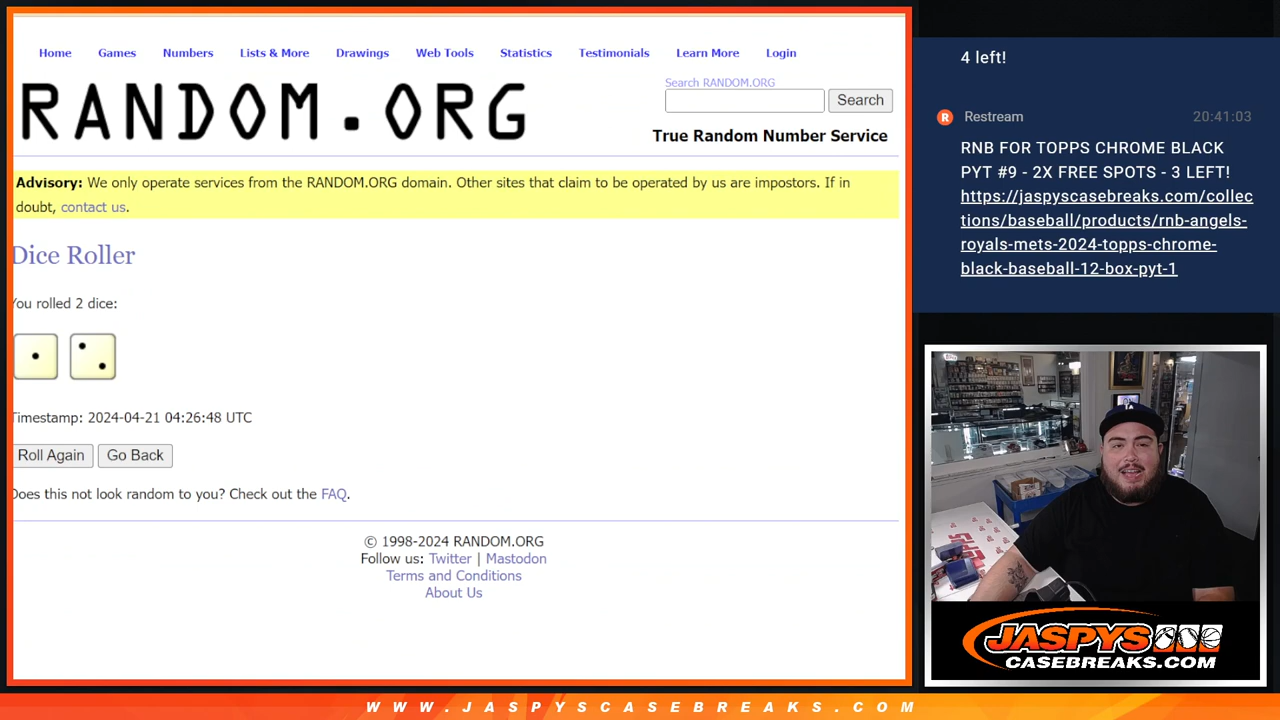 Home Games Numbers Lists & More Drawings Web Tools Statistics Testimonials Learn More Login
RANDOM.ORG
Search RANDOM.ORG
Search
True Random Number Service
Advisory: We only operate services from the RANDOM.ORG domain. Other sites that claim to be operated by us are impostors. If in
doubt, contact us.
Dice Roller
You rolled 2 dice:
Timestamp: 2024-04-21 04:26:48 UTC
Roll Again Go Back
Does this not look random to you? Check out the FAQ.
© 1998-2024 RANDOM.ORG
Follow us: Twitter | Mastodon
Terms and Conditions
About Us
4 left!
R Restream 20:41:03
RNB FOR TOPPS CHROME BLACK
PYT #9 - 2X FREE SPOTS - 3 LEFT!
https://jaspyscasebreaks.com/collec
tions/baseball/products/rnb-angels-
royals-mets-2024-topps-chrome-
black-baseball-12-box-pyt-1
JASPYS
CASEBREAKS.COM
WWW.JASPYSCASEBREAKS.COM